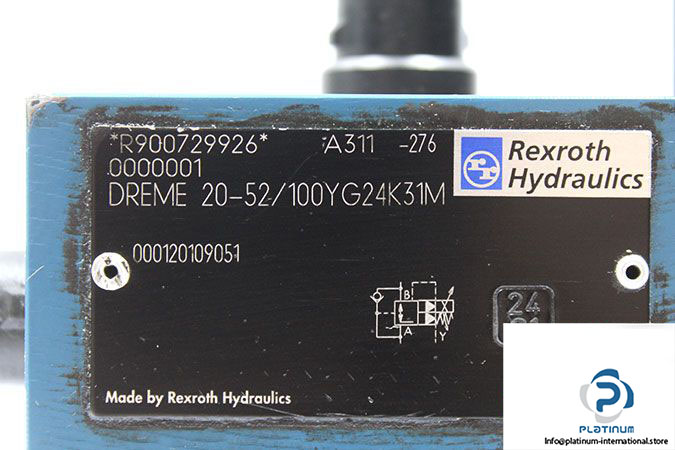 *R900729926* A311 -276
0000001
DREME 20-52/100YG24K31M
Rexroth
Hydraulics
000120109051
B
A
Y
24
Made by Rexroth Hydraulics
PLATINUM
Info@platinum-international.store